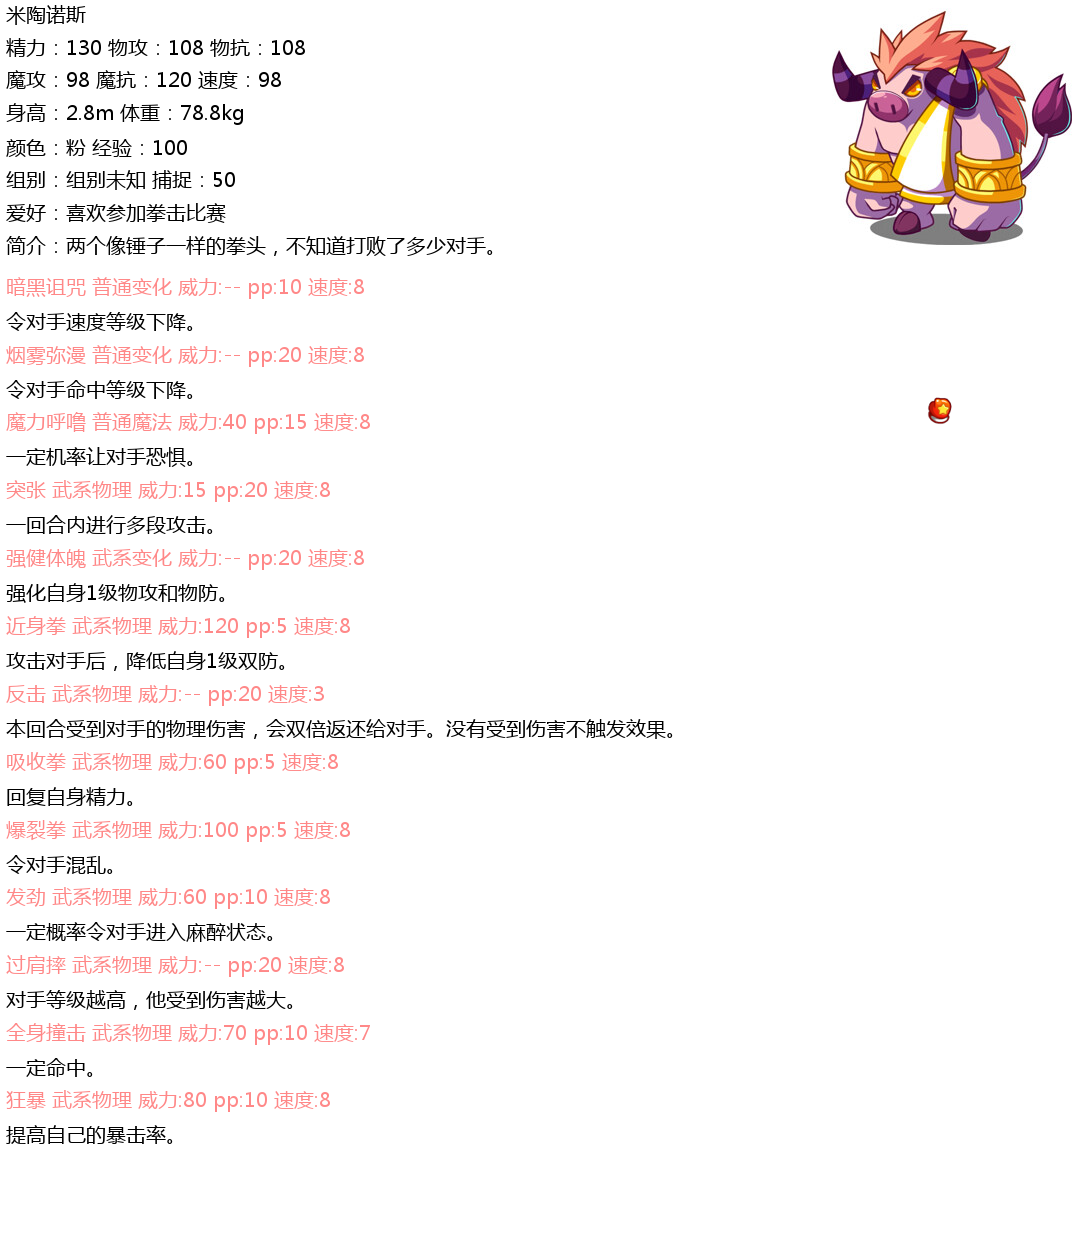 米陶诺斯
精力：130 物攻：108 物抗：108
魔攻：98 魔抗：120 速度：98
身高：2.8m 体重：78.8kg
颜色：粉 经验：100
组别：组别未知 捕捉：50
爱好：喜欢参加拳击比赛
简介：两个像锤子一样的拳头，不知道打败了多少对手。
暗黑诅咒 普通变化 威力:-- pp:10 速度:8
令对手速度等级下降。
烟雾弥漫 普通变化 威力:-- pp:20 速度:8
令对手命中等级下降。
魔力呼噜 普通魔法 威力:40 pp:15 速度:8
一定机率让对手恐惧。
突张 武系物理 威力:15 pp:20 速度:8
一回合内进行多段攻击。
强健体魄 武系变化 威力:-- pp:20 速度:8
强化自身1级物攻和物防。
近身拳 武系物理 威力:120 pp:5 速度:8
攻击对手后，降低自身1级双防。
反击 武系物理 威力:-- pp:20 速度:3
本回合受到对手的物理伤害，会双倍返还给对手。没有受到伤害不触发效果。
吸收拳 武系物理 威力:60 pp:5 速度:8
回复自身精力。
爆裂拳 武系物理 威力:100 pp:5 速度:8
令对手混乱。
发劲 武系物理 威力:60 pp:10 速度:8
一定概率令对手进入麻醉状态。
过肩摔 武系物理 威力:-- pp:20 速度:8
对手等级越高，他受到伤害越大。
全身撞击 武系物理 威力:70 pp:10 速度:7
一定命中。
狂暴 武系物理 威力:80 pp:10 速度:8
提高自己的暴击率。